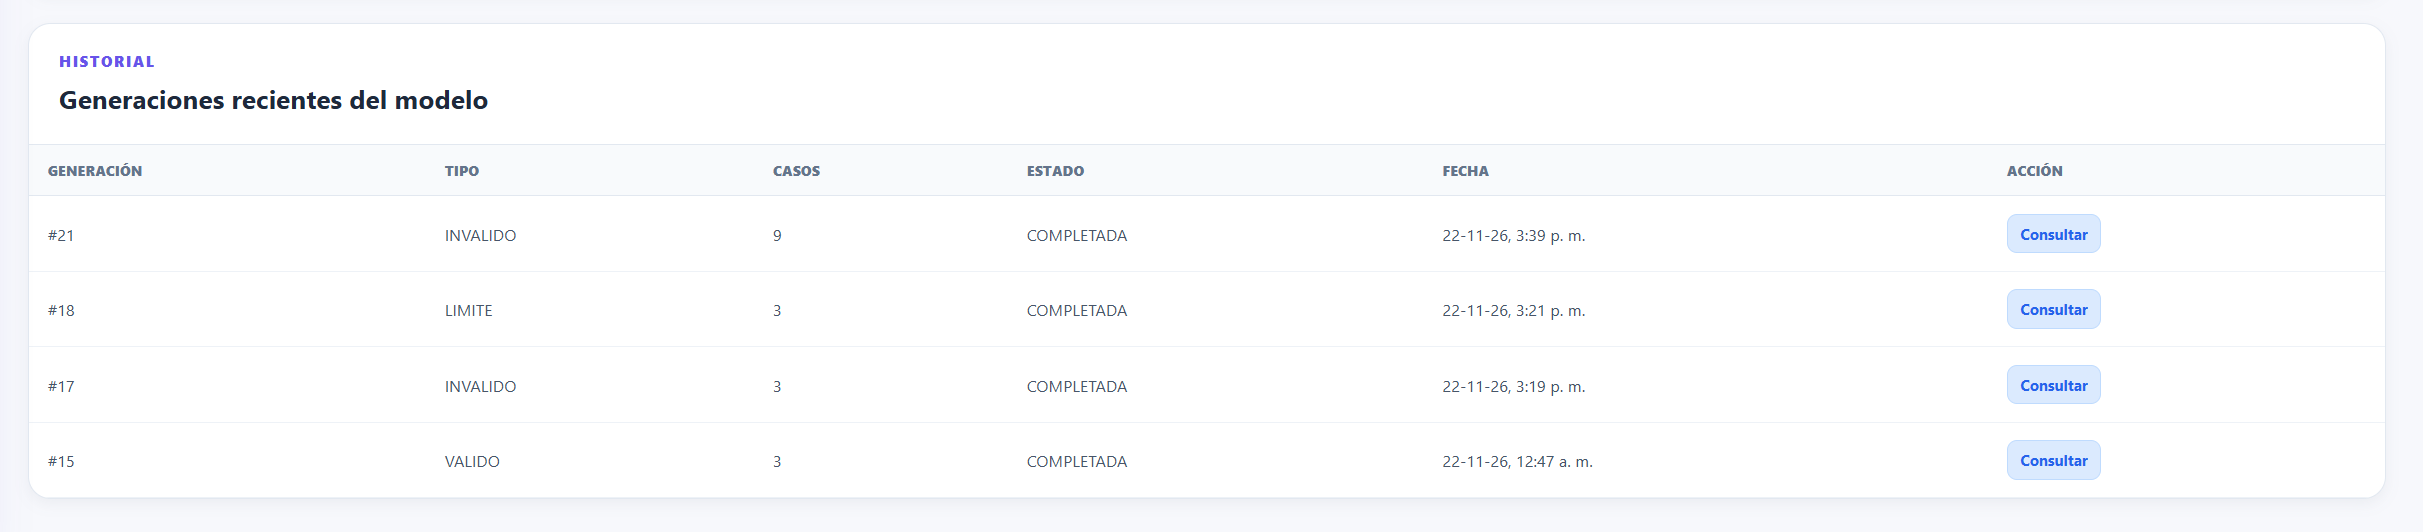 HISTORIAL
Generaciones recientes del modelo
GENERACIÓN TIPO CASOS ESTADO FECHA ACCIÓN
#21 INVALIDO 9 COMPLETADA 22-11-26, 3:39 p. m. Consultar
#18 LIMITE 3 COMPLETADA 22-11-26, 3:21 p. m. Consultar
#17 INVALIDO 3 COMPLETADA 22-11-26, 3:19 p. m. Consultar
#15 VALIDO 3 COMPLETADA 22-11-26, 12:47 a. m. Consultar